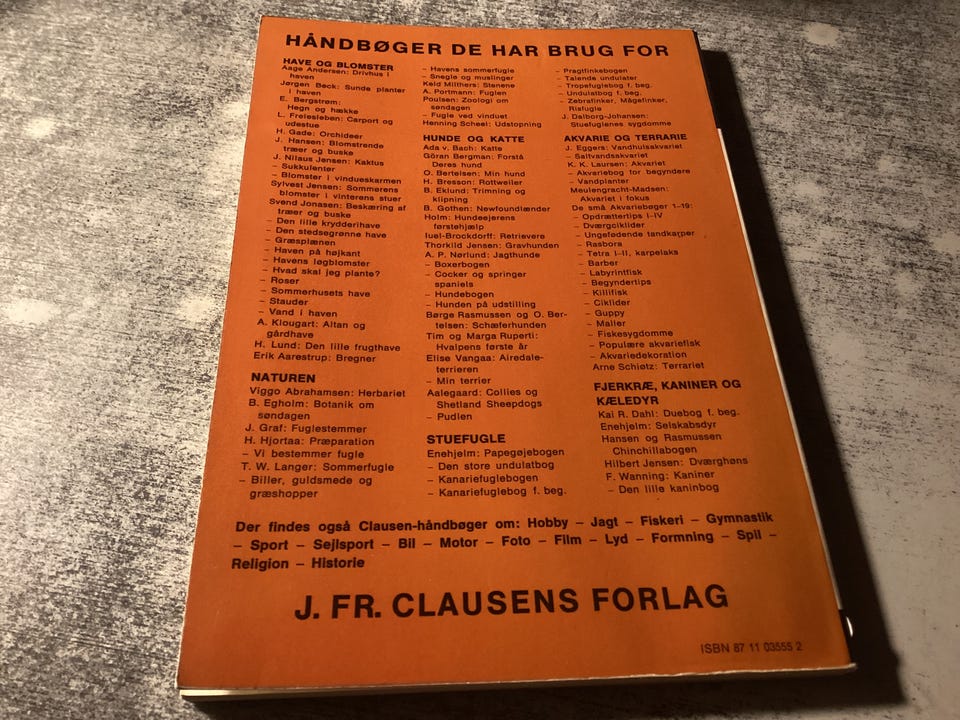 HÅNDBØGER DE HAR BRUG FOR
HAVE OG BLOMSTER
Aage Andersen: Drivhus i
haven
Jørgen Beck: Sunde planter
i haven
E. Bergstrøm:
Hegn og hække
L. Freiesleben: Carport og
udestue
H. Gade: Orchideer
J. Hansen: Blomstrende
træer og buske
J. Nilaus Jensen: Kaktus
– Sukkulenter
– Blomster i vindueskarmen
Sylvest Jensen: Sommerens
blomster i vinterens stuer
Svend Jonasen: Beskæring af
træer og buske
– Den lille krydderihave
– Den stedsegrønne have
– Græsplænen
– Haven på højkant
– Havens løgblomster
– Hvad skal jeg plante?
– Roser
– Sommerhusets have
– Stauder
– Vand i haven
A. Klougart: Altan og
gårdhave
H. Lund: Den lille frugthave
Erik Aarestrup: Bregner
NATUREN
Viggo Abrahamsen: Herbariet
B. Egholm: Botanik om
søndagen
J. Graf: Fuglestemmer
H. Hjortaa: Præparation
– Vi bestemmer fugle
T. W. Langer: Sommerfugle
– Biller, guldsmede og
græshopper
– Havens sommerfugle
– Snegle og muslinger
Keld Milthers: Stenene
A. Portmann: Fuglen
Poulsen: Zoologi om
søndagen
– Fugle ved vinduet
Henning Scheel: Udstopning
HUNDE OG KATTE
Ada v. Bach: Katte
Göran Bergman: Forstå
Deres hund
O. Bertelsen: Min hund
H. Bresson: Rottweiler
B. Eklund: Trimning og
klipning
B. Gothen: Newfoundlænder
Holm: Hundeejerens
førstehjælp
Iuel-Brockdorff: Retrievere
Thorkild Jensen: Gravhunden
A. P. Nørlund: Jagthunde
– Boxerbogen
– Cocker og springer
spaniels
– Hundebogen
– Hunden på udstilling
Børge Rasmussen og O. Ber-
telsen: Schæferhunden
Tim og Marga Ruperti:
Hvalpens første år
Elise Vangaa: Airedale-
terrieren
– Min terrier
Aalegaard: Collies og
Shetland Sheepdogs
– Pudlen
STUEFUGLE
Enehjelm: Papegøjebogen
– Den store undulatbog
– Kanariefuglebogen
– Kanariefuglebog f. beg.
– Pragtfinkebogen
– Talende undulater
– Tropefuglebog f. beg.
– Undulatbog f. beg.
– Zebrafinker, Mågefinker,
Risfugle
J. Dalborg-Johansen:
Stuefuglenes sygdomme
AKVARIE OG TERRARIE
J. Eggers: Vandhulsakvariet
– Saltvandsakvariet
K. K. Laursen: Akvariet
– Akvariebog for begyndere
– Vandplanter
Meulengracht-Madsen:
Akvariet i fokus
De små Akvariebøger 1–19:
– Opdrættertips I–IV
– Dværgciklider
– Ungefødende tandkarper
– Rasbora
– Tetra I–II, karpelaks
– Barber
– Labyrintfisk
– Begyndertips
– Killifisk
– Ciklider
– Guppy
– Maller
– Fiskesygdomme
– Populære akvariefisk
– Akvariedekoration
Arne Schiøtz: Terrariet
FJERKRÆ, KANINER OG
KÆLEDYR
Kai R. Dahl: Duebog f. beg.
Enehjelm: Selskabsdyr
Hansen og Rasmussen
Chinchillabogen
Hilbert Jensen: Dværghøns
F. Wanning: Kaniner
– Den lille kaninbog
Der findes også Clausen-håndbøger om: Hobby – Jagt – Fiskeri – Gymnastik
– Sport – Sejlsport – Bil – Motor – Foto – Film – Lyd – Formning – Spil –
Religion – Historie
J. FR. CLAUSENS FORLAG
ISBN 87 11 03555 2